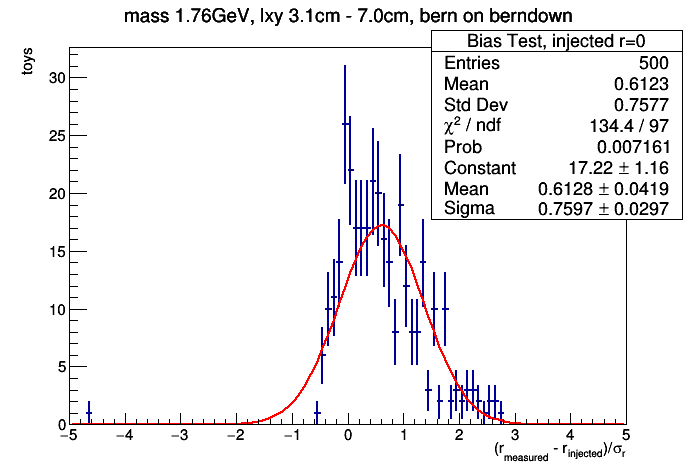 mass 1.76GeV, lxy 3.1cm - 7.0cm, bern on berndown
Bias Test, injected r=0
Entries 500
Mean 0.6123
Std Dev 0.7577
χ² / ndf 134.4 / 97
Prob 0.007161
Constant 17.22 ± 1.16
Mean 0.6128 ± 0.0419
Sigma 0.7597 ± 0.0297
toys
30
25
20
15
10
5
0
−5 −4 −3 −2 −1 0 1 2 3 4 5
(r_measured - r_injected)/σ_r